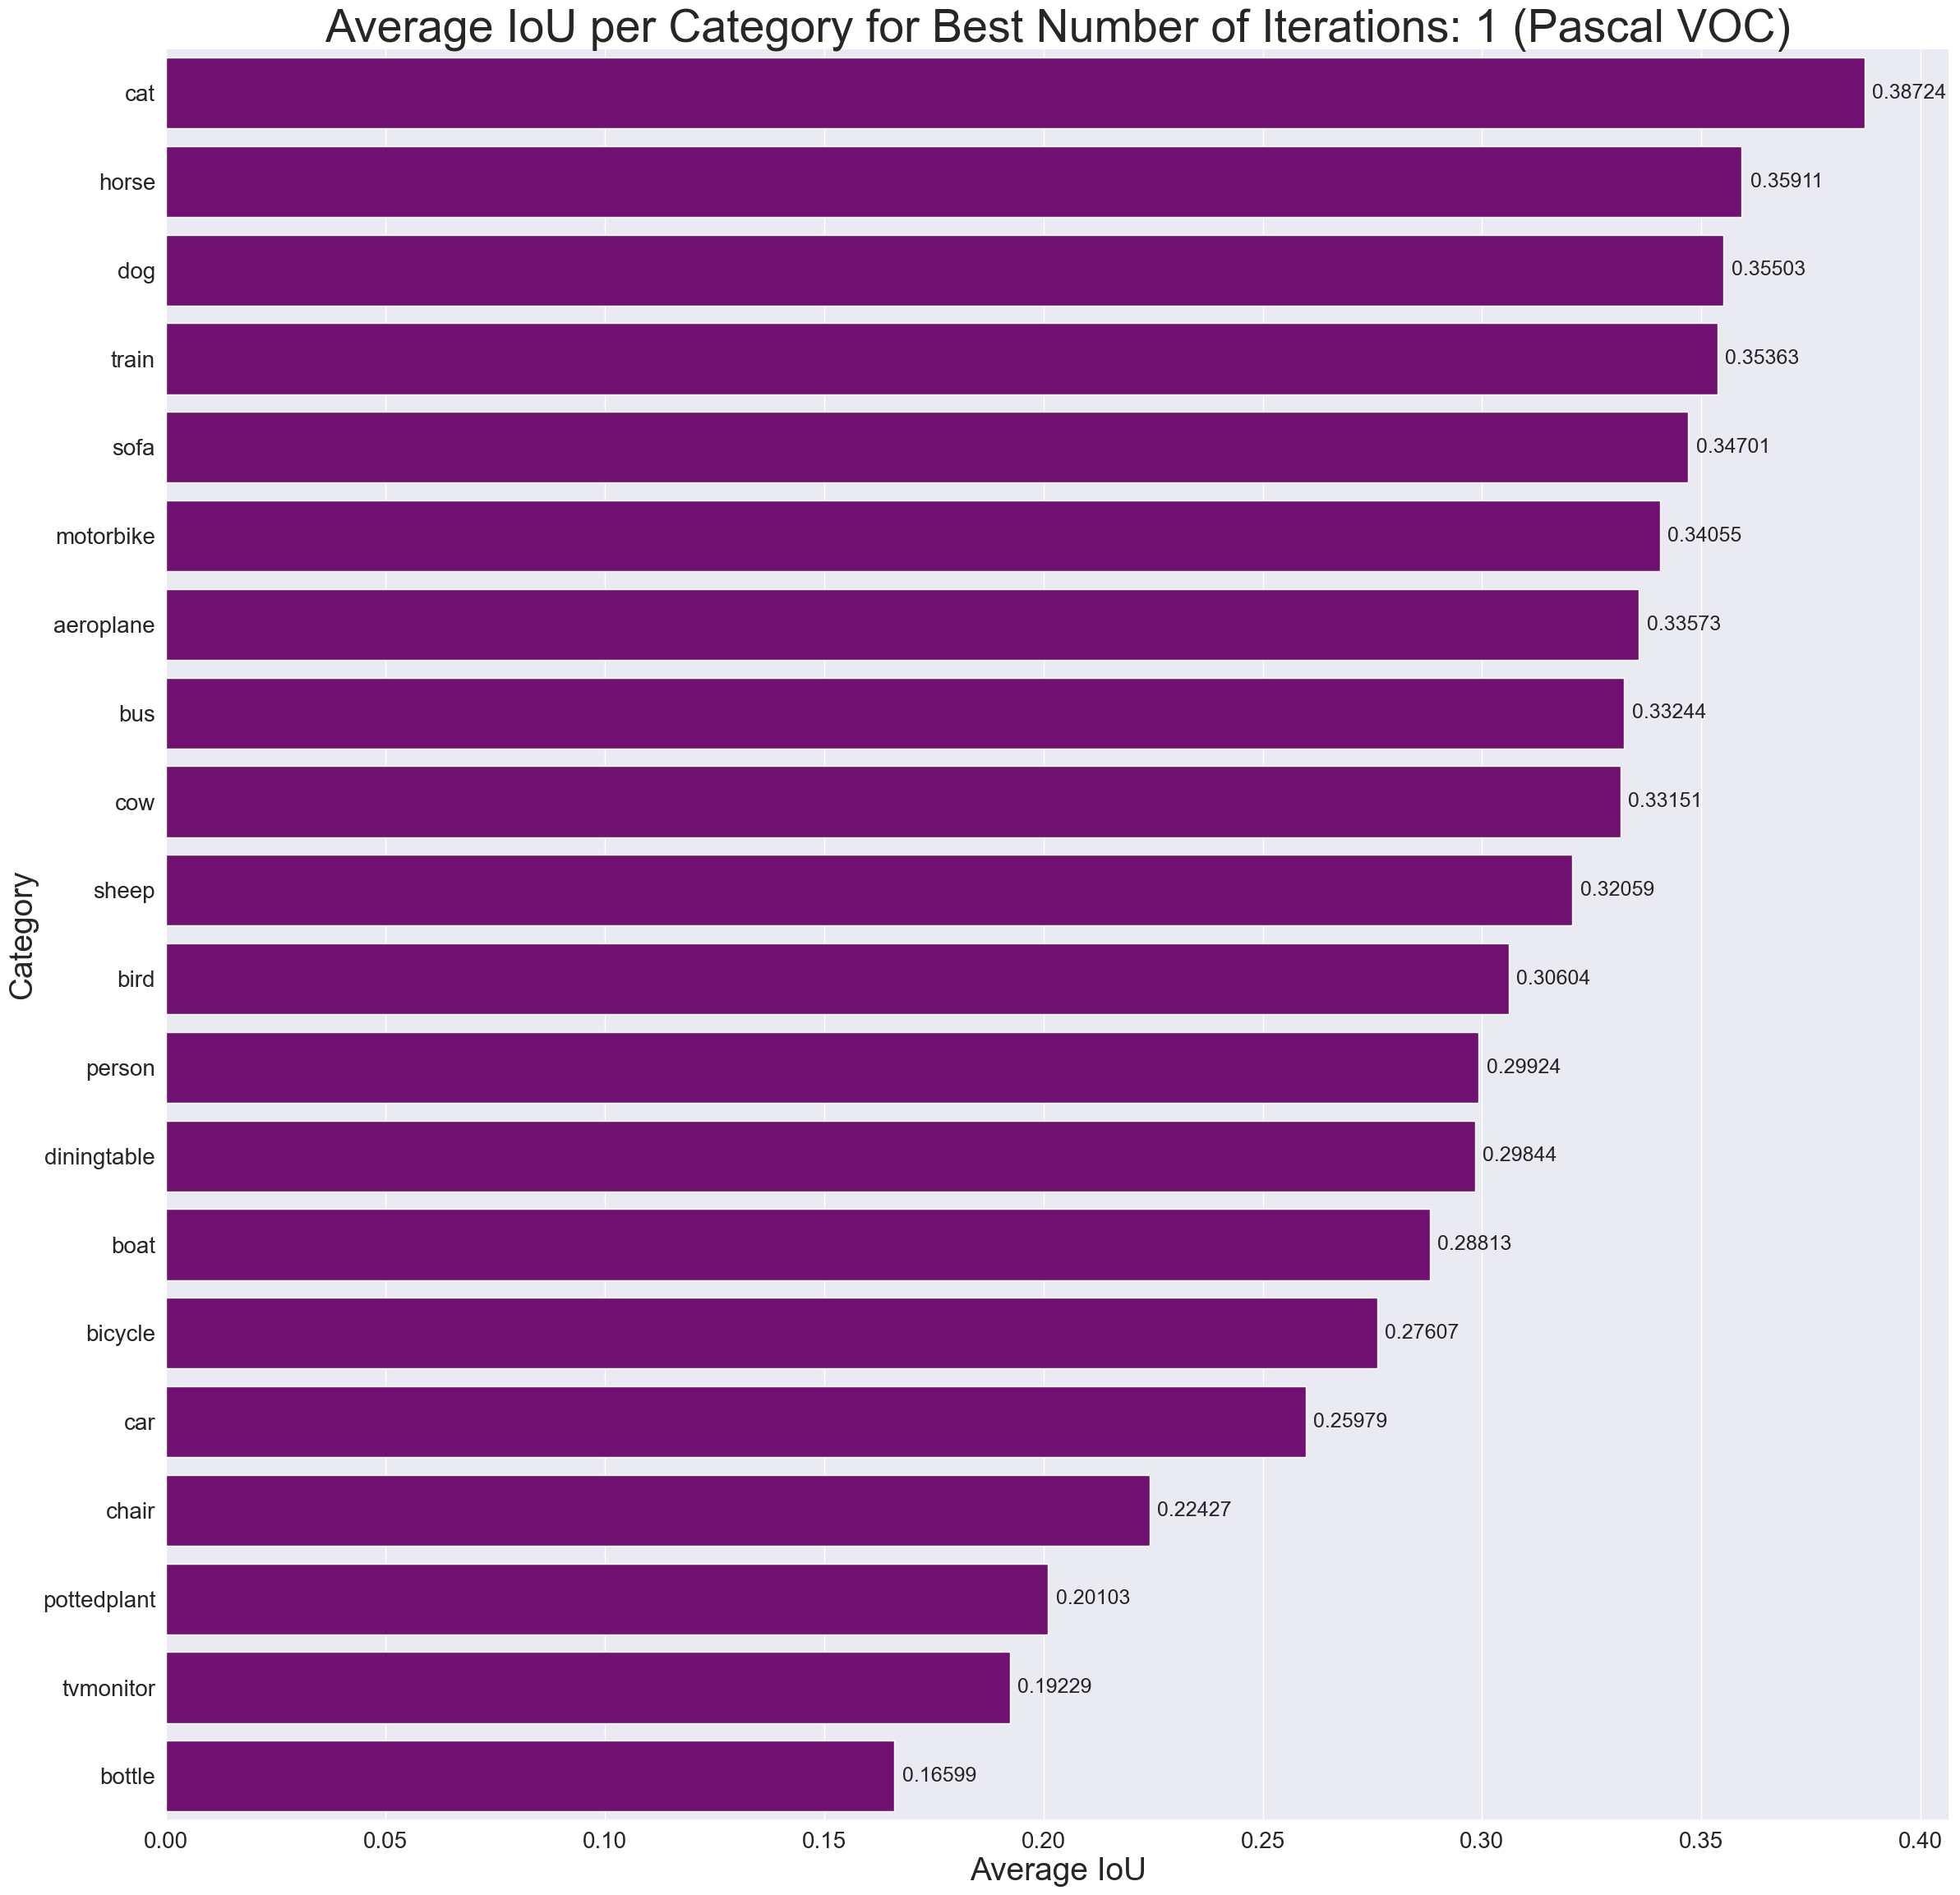 Average IoU per Category for Best Number of Iterations: 1 (Pascal VOC)
cat 0.38724
horse 0.35911
dog 0.35503
train 0.35363
sofa 0.34701
motorbike 0.34055
aeroplane 0.33573
bus 0.33244
cow 0.33151
sheep 0.32059
Category
bird 0.30604
person 0.29924
diningtable 0.29844
boat 0.28813
bicycle 0.27607
car 0.25979
chair 0.22427
pottedplant 0.20103
tvmonitor 0.19229
bottle 0.16599
0.00 0.05 0.10 0.15 0.20 0.25 0.30 0.35 0.40
Average IoU